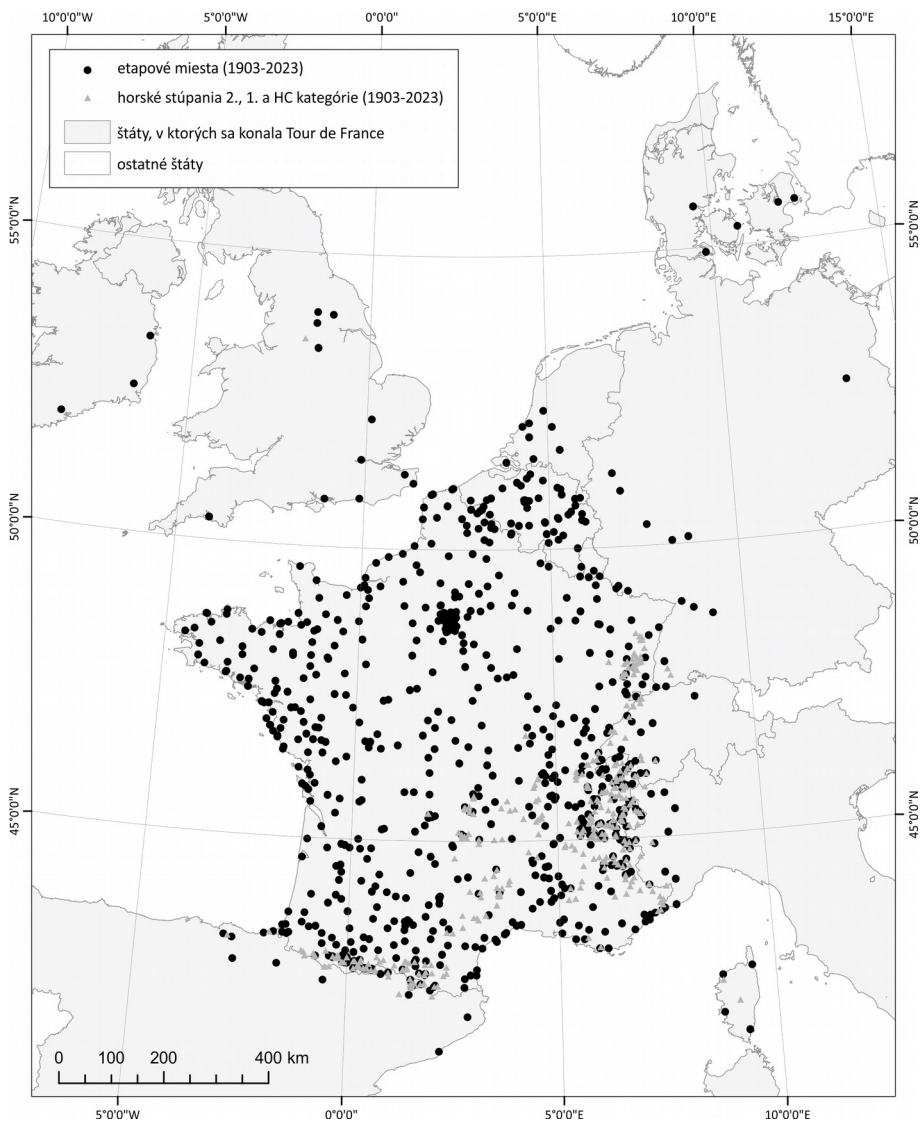 10°0'0"W 5°0'0"W 0°0'0" 5°0'0"E 10°0'0"E 15°0'0"E
etapové miesta (1903-2023)
horské stúpania 2., 1. a HC kategórie (1903-2023)
štáty, v ktorých sa konala Tour de France
ostatné štáty
55°0'0"N 55°0'0"N
50°0'0"N 50°0'0"N
45°0'0"N 45°0'0"N
0 100 200 400 km
5°0'0"W 0°0'0" 5°0'0"E 10°0'0"E